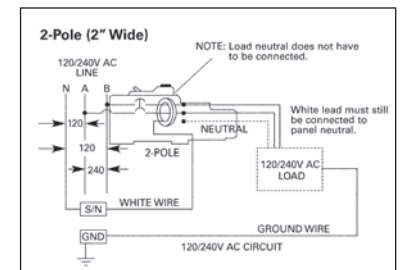 2-Pole (2" Wide)
NOTE: Load neutral does not have
to be connected.
120/240V AC
LINE
N A B
White lead must still
be connected to
panel neutral.
120
NEUTRAL
120
2-POLE
240
120/240V AC
LOAD
S/N
WHITE WIRE
GND
GROUND WIRE
120/240V AC CIRCUIT